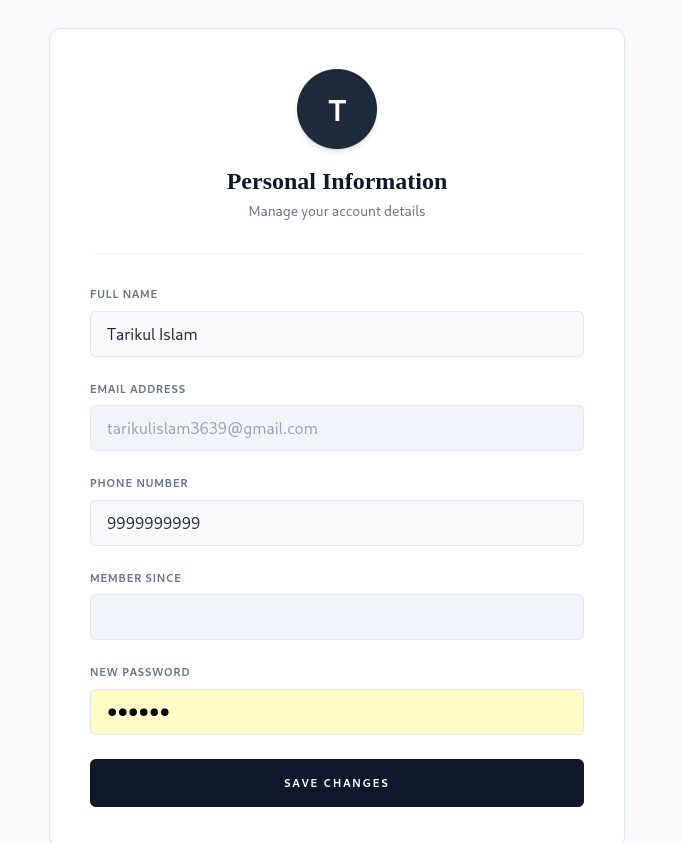 T
Personal Information
Manage your account details
FULL NAME
Tarikul Islam
EMAIL ADDRESS
tarikulislam3639@gmail.com
PHONE NUMBER
9999999999
MEMBER SINCE
NEW PASSWORD
●●●●●●
SAVE CHANGES